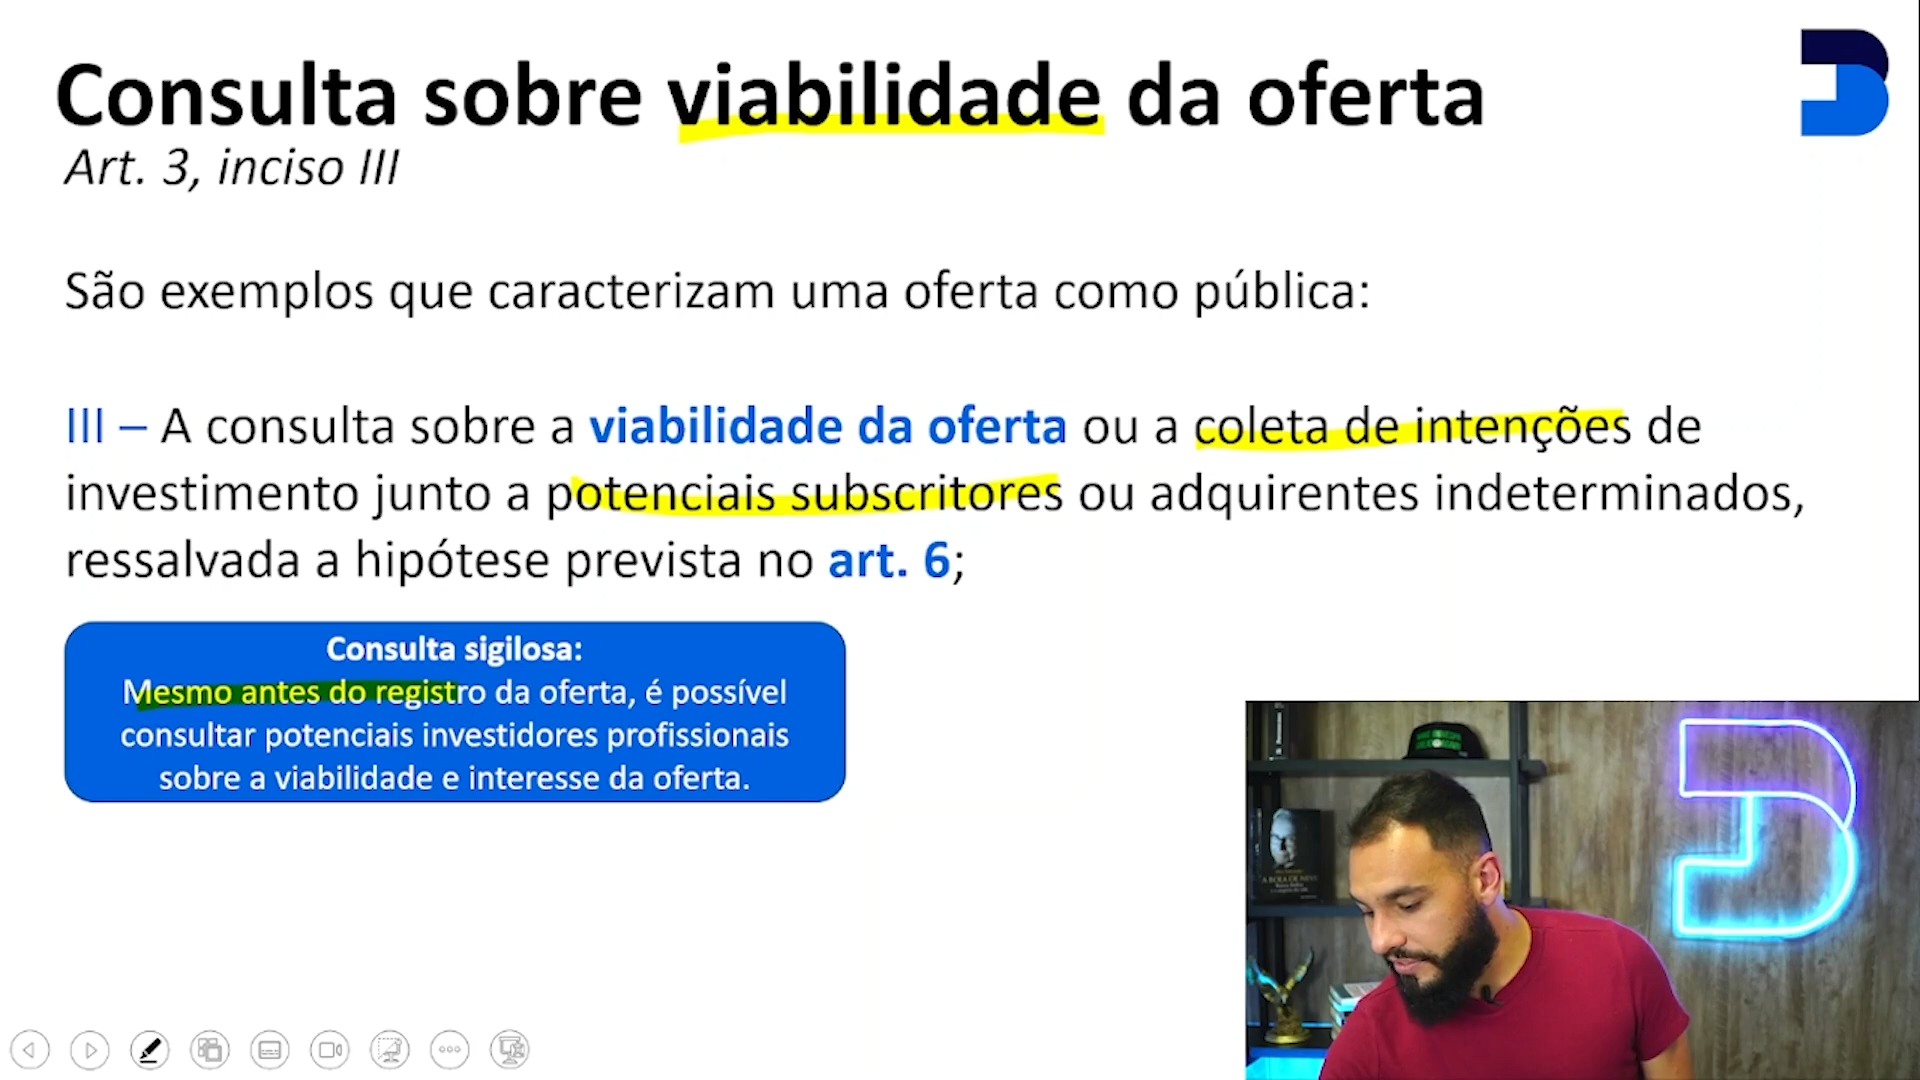 Consulta sobre viabilidade da oferta
Art. 3, inciso III
São exemplos que caracterizam uma oferta como pública:
III – A consulta sobre a viabilidade da oferta ou a coleta de intenções de
investimento junto a potenciais subscritores ou adquirentes indeterminados,
ressalvada a hipótese prevista no art. 6;
Consulta sigilosa:
Mesmo antes do registro da oferta, é possível
consultar potenciais investidores profissionais
sobre a viabilidade e interesse da oferta.
A BOLA DE NEVE